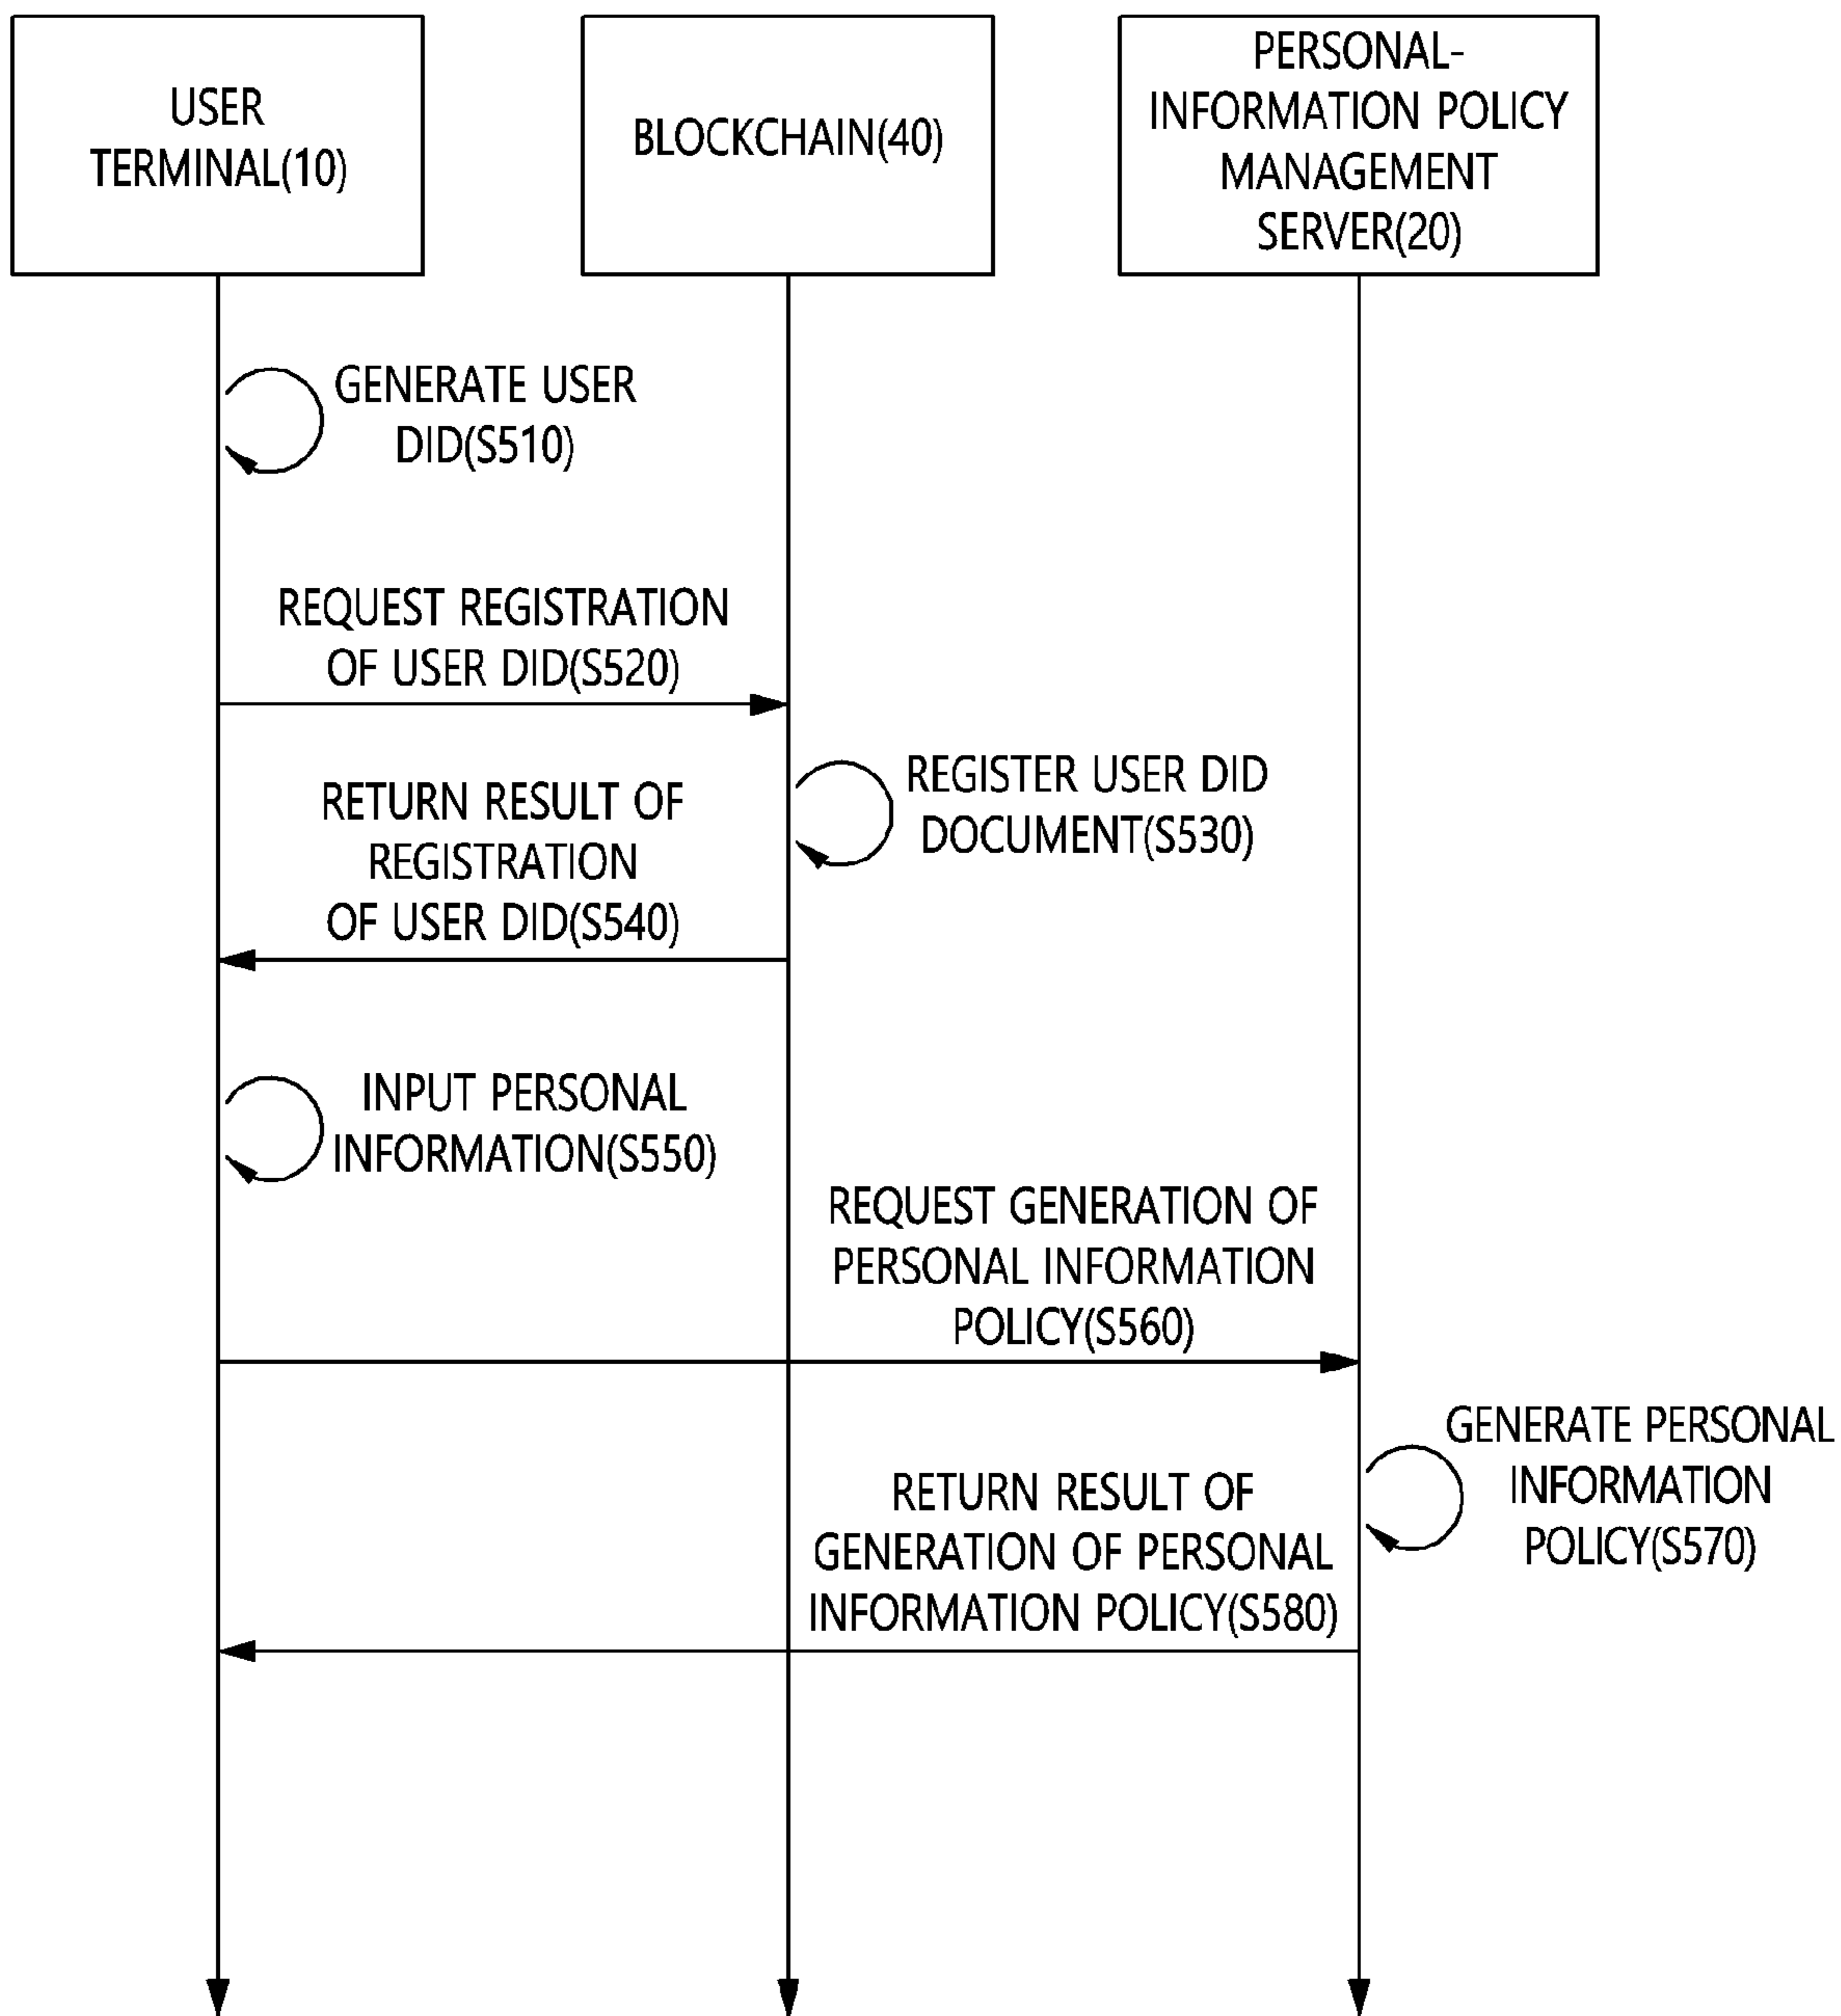 USER
TERMINAL(10)
BLOCKCHAIN(40)
PERSONAL-
INFORMATION POLICY
MANAGEMENT
SERVER(20)
GENERATE USER
DID(S510)
REQUEST REGISTRATION
OF USER DID(S520)
REGISTER USER DID
DOCUMENT(S530)
RETURN RESULT OF
REGISTRATION
OF USER DID(S540)
INPUT PERSONAL
INFORMATION(S550)
REQUEST GENERATION OF
PERSONAL INFORMATION
POLICY(S560)
GENERATE PERSONAL
INFORMATION
POLICY(S570)
RETURN RESULT OF
GENERATION OF PERSONAL
INFORMATION POLICY(S580)